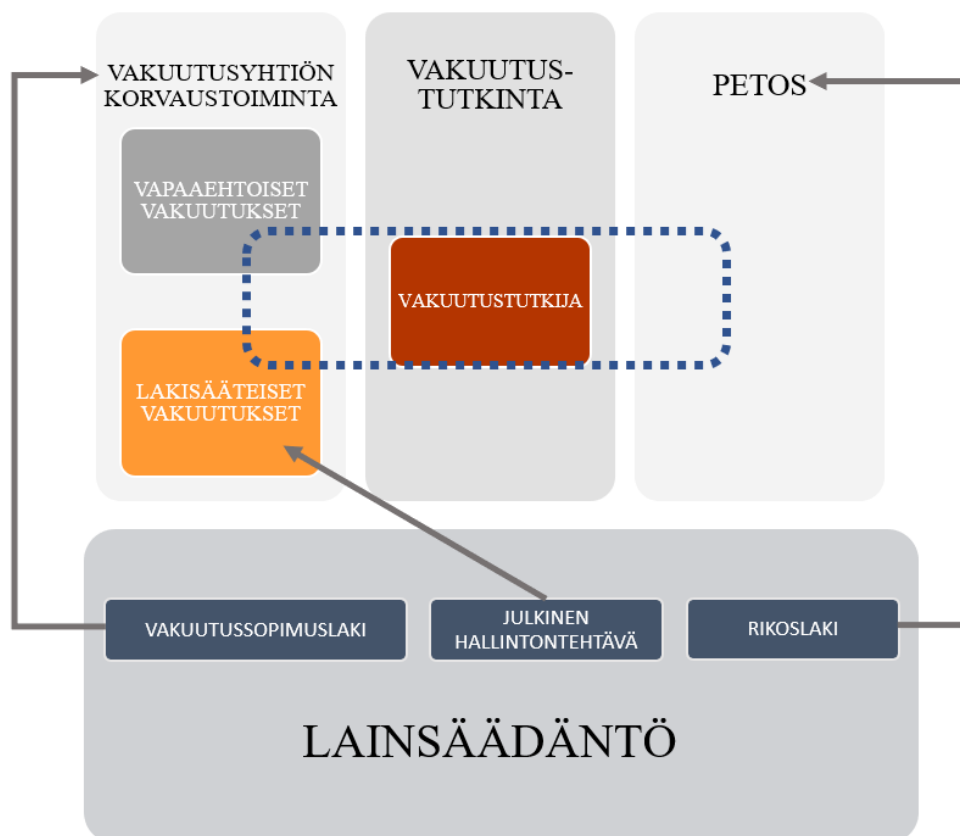 VAKUUTUSYHTIÖN
KORVAUSTOIMINTA
VAPAAEHTOISET
VAKUUTUKSET
LAKISÄÄTEISET
VAKUUTUKSET
VAKUUTUS-
TUTKINTA
VAKUUTUSTUTKIJA
PETOS
VAKUUTUSSOPIMUSLAKI
JULKINEN
HALLINTONTEHTÄVÄ
RIKOSLAKI
LAINSÄÄDÄNTÖ